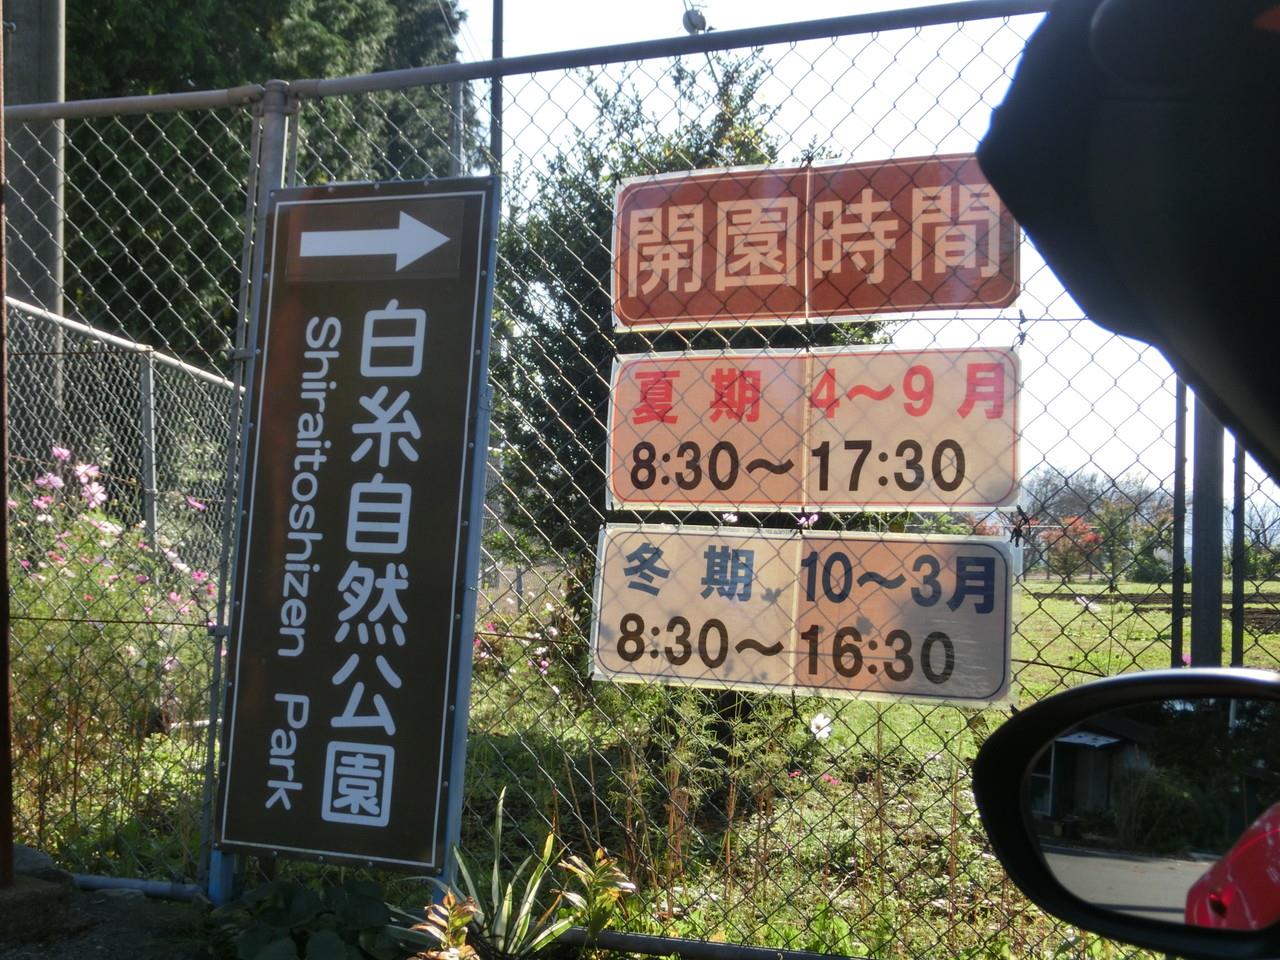 白糸自然公園
Shiraitoshizen Park
開園時間
夏期 4〜9月
8:30〜17:30
冬期 10〜3月
8:30〜16:30